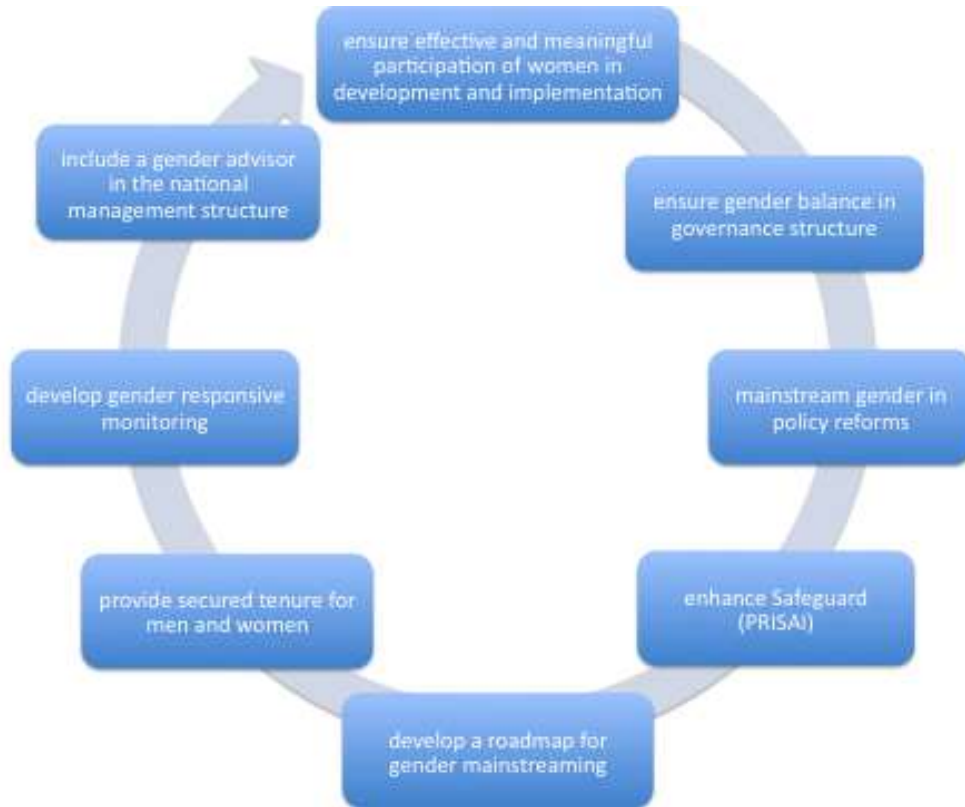 ensure effective and meaningful
participation of women in
development and implementation
ensure gender balance in
governance structure
mainstream gender in
policy reforms
enhance Safeguard
(PRISAI)
develop a roadmap for
gender mainstreaming
provide secured tenure for
men and women
develop gender responsive
monitoring
include a gender advisor
in the national
management structure